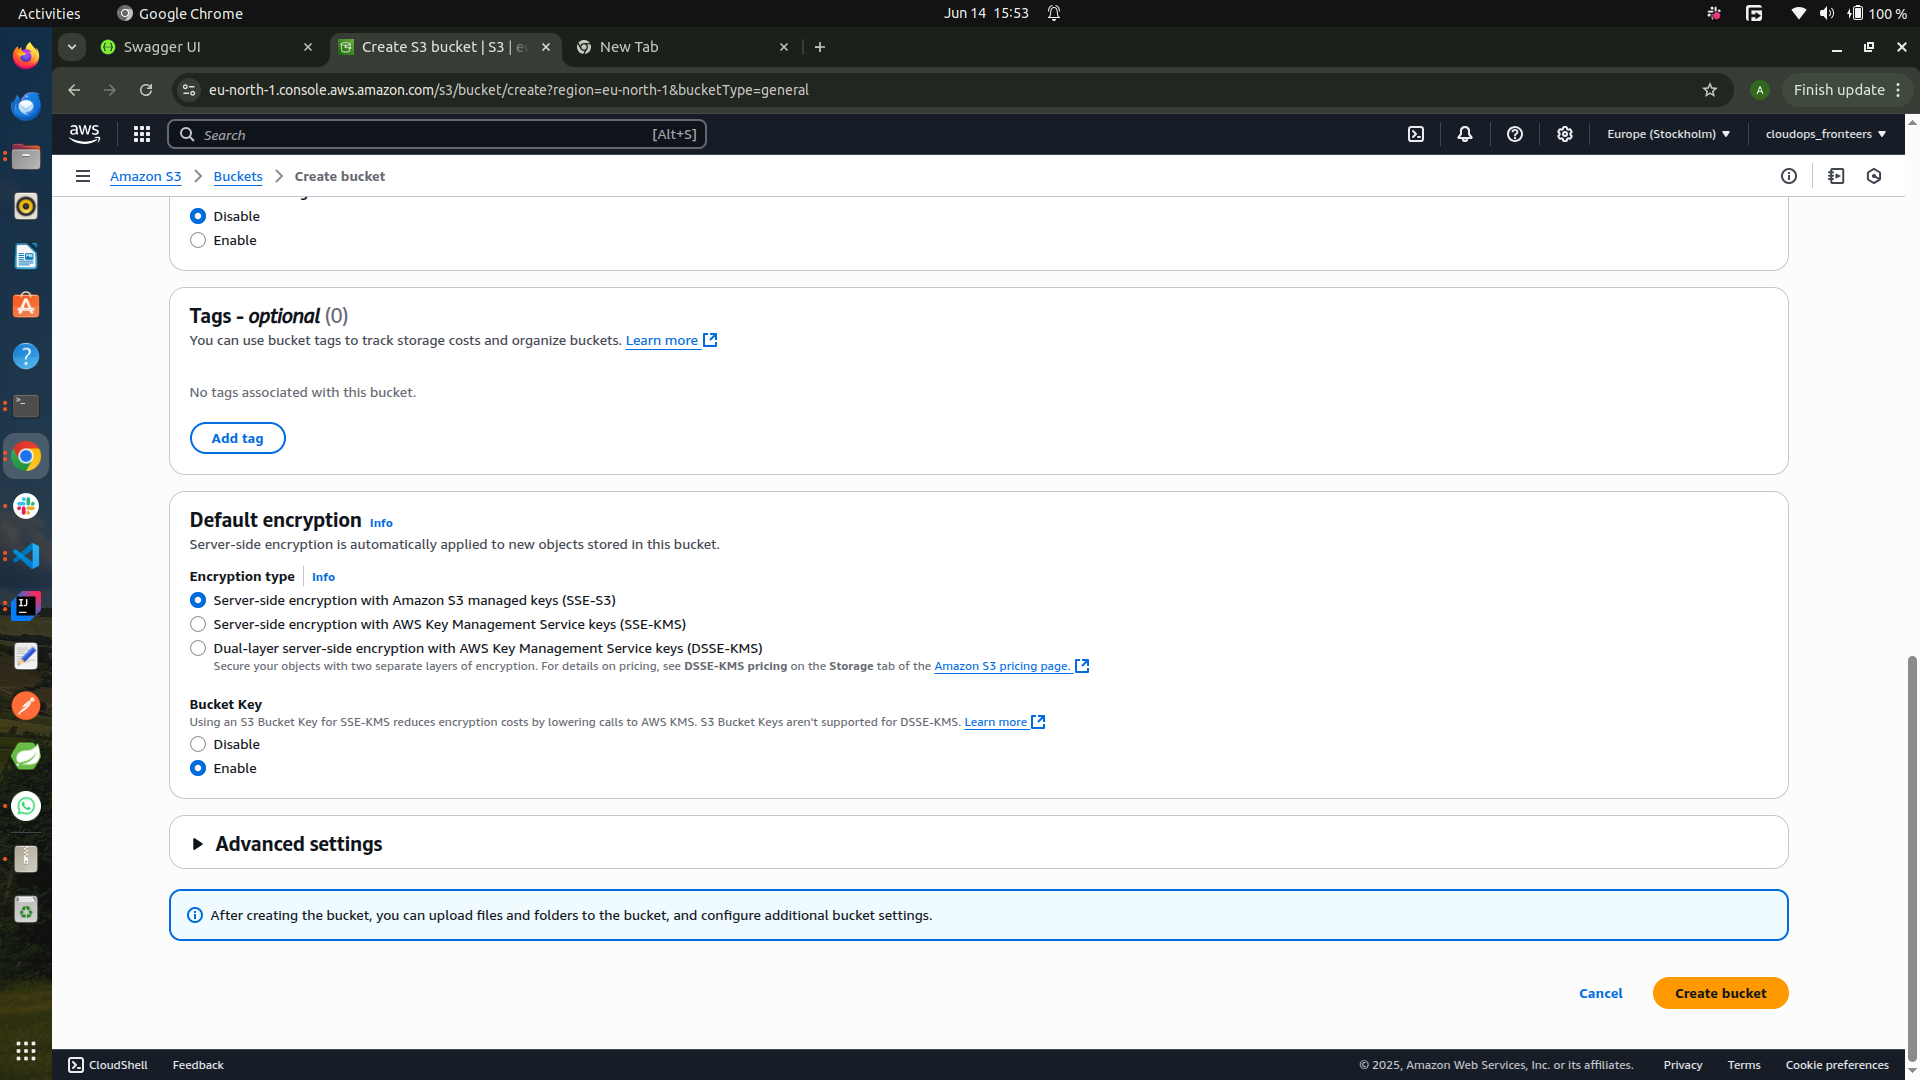 Activities
Google Chrome
Jun 14 15:53
100 %
Swagger UI
Create S3 bucket | S3 | e
New Tab
eu-north-1.console.aws.amazon.com/s3/bucket/create?region=eu-north-1&bucketType=general
A
Finish update
aws
Search
[Alt+S]
Europe (Stockholm)
cloudops_fronteers
Amazon S3
Buckets
Create bucket
Disable
Enable
Tags - optional (0)
You can use bucket tags to track storage costs and organize buckets. Learn more
No tags associated with this bucket.
Add tag
Default encryption Info
Server-side encryption is automatically applied to new objects stored in this bucket.
Encryption type Info
Server-side encryption with Amazon S3 managed keys (SSE-S3)
Server-side encryption with AWS Key Management Service keys (SSE-KMS)
Dual-layer server-side encryption with AWS Key Management Service keys (DSSE-KMS)
Secure your objects with two separate layers of encryption. For details on pricing, see DSSE-KMS pricing on the Storage tab of the Amazon S3 pricing page.
Bucket Key
Using an S3 Bucket Key for SSE-KMS reduces encryption costs by lowering calls to AWS KMS. S3 Bucket Keys aren't supported for DSSE-KMS. Learn more
Disable
Enable
Advanced settings
After creating the bucket, you can upload files and folders to the bucket, and configure additional bucket settings.
Cancel
Create bucket
CloudShell
Feedback
© 2025, Amazon Web Services, Inc. or its affiliates.
Privacy
Terms
Cookie preferences